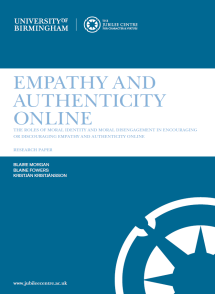 UNIVERSITY OF
BIRMINGHAM
THE
JUBILEE CENTRE
FOR CHARACTER & VIRTUES
EMPATHY AND
AUTHENTICITY
ONLINE
THE ROLES OF MORAL IDENTITY AND MORAL DISENGAGEMENT IN ENCOURAGING
OR DISCOURAGING EMPATHY AND AUTHENTICITY ONLINE
RESEARCH PAPER
BLAIRE MORGAN
BLAINE FOWERS
KRISTJÁN KRISTJÁNSSON
www.jubileecentre.ac.uk